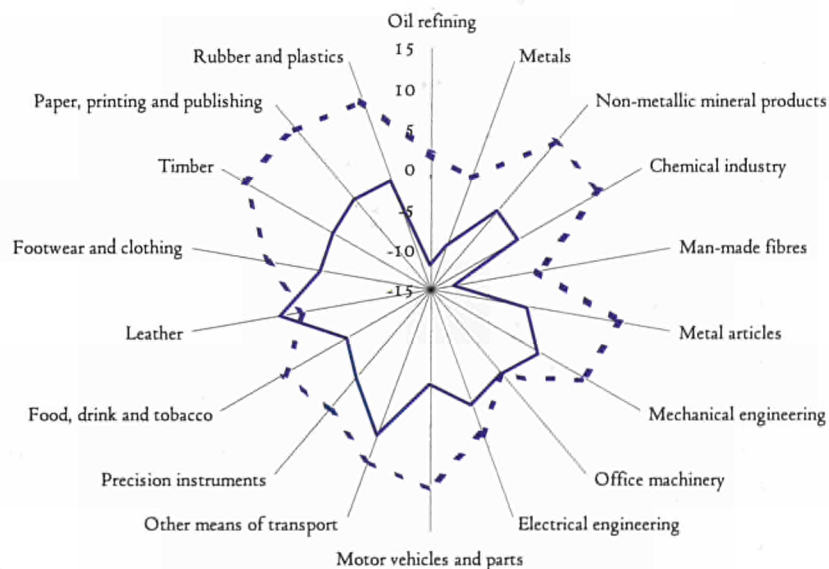 Oil refining
15
Rubber and plastics
Metals
10
Paper, printing and publishing
Non-metallic mineral products
5
Timber
0
Chemical industry
-5
Footwear and clothing
-10
Man-made fibres
-15
Leather
Metal articles
Food, drink and tobacco
Mechanical engineering
Precision instruments
Office machinery
Other means of transport
Electrical engineering
Motor vehicles and parts